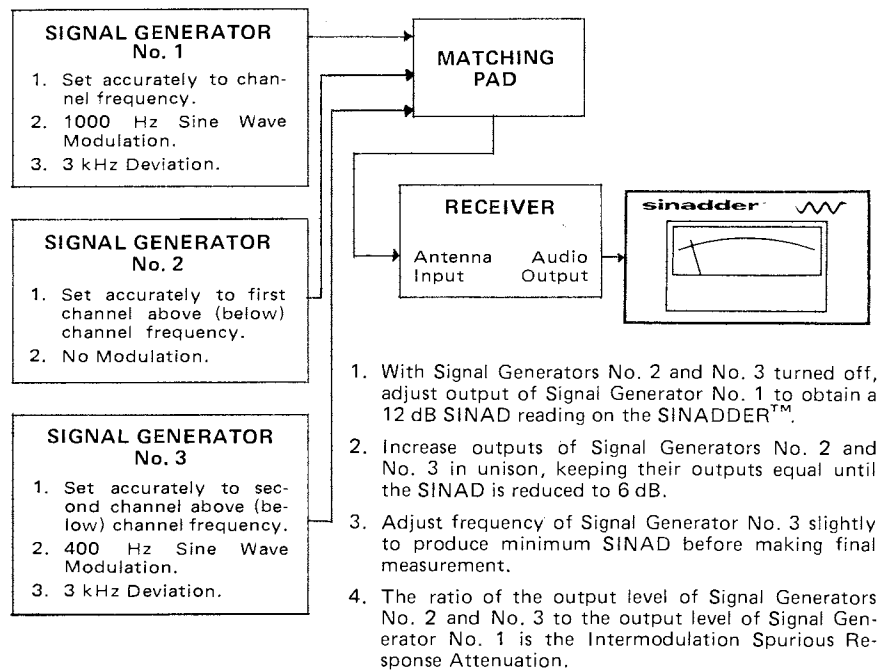 SIGNAL GENERATOR
No. 1
1. Set accurately to chan-
nel frequency.
2. 1000 Hz Sine Wave
Modulation.
3. 3 kHz Deviation.
MATCHING
PAD
SIGNAL GENERATOR
No. 2
1. Set accurately to first
channel above (below)
channel frequency.
2. No Modulation.
RECEIVER
Antenna Audio
Input Output
sinadder
SIGNAL GENERATOR
No. 3
1. Set accurately to sec-
ond channel above (be-
low) channel frequency.
2. 400 Hz Sine Wave
Modulation.
3. 3 kHz Deviation.
1. With Signal Generators No. 2 and No. 3 turned off,
adjust output of Signal Generator No. 1 to obtain a
12 dB SINAD reading on the SINADDER™.
2. Increase outputs of Signal Generators No. 2 and
No. 3 in unison, keeping their outputs equal until
the SINAD is reduced to 6 dB.
3. Adjust frequency of Signal Generator No. 3 slightly
to produce minimum SINAD before making final
measurement.
4. The ratio of the output level of Signal Generators
No. 2 and No. 3 to the output level of Signal Gen-
erator No. 1 is the Intermodulation Spurious Re-
sponse Attenuation.